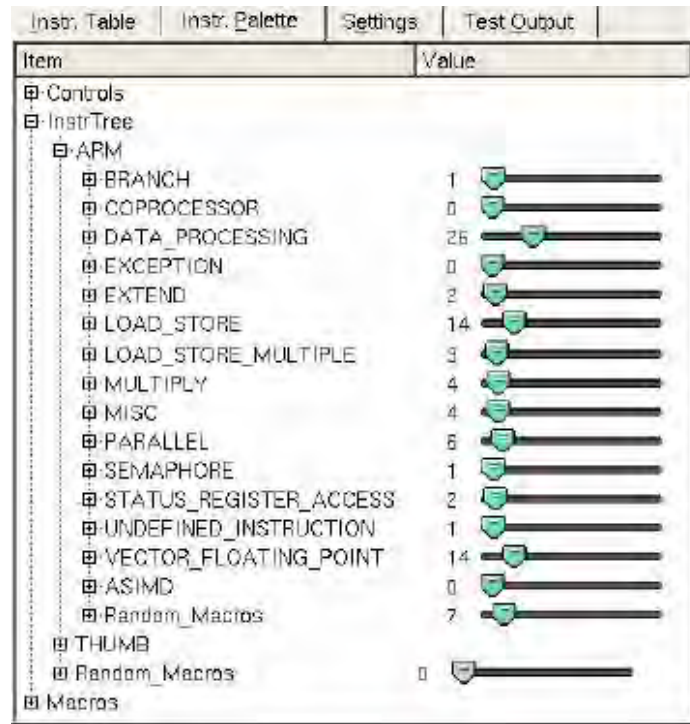 Instr. Table Instr. Palette Settings Test Output
Item Value
Controls
InstrTree
ARM
BRANCH 1
COPROCESSOR 0
DATA_PROCESSING 26
EXCEPTION 0
EXTEND 2
LOAD_STORE 14
LOAD_STORE_MULTIPLE
MULTIPLY 4
MISC 4
PARALLEL 6
SEMAPHORE 1
STATUS_REGISTER_ACCESS 2
UNDEFINED_INSTRUCTION 1
VECTOR_FLOATING_POINT 14
ASIMD 0
Random_Macros 7
THUMB
Random_Macros 0
Macros